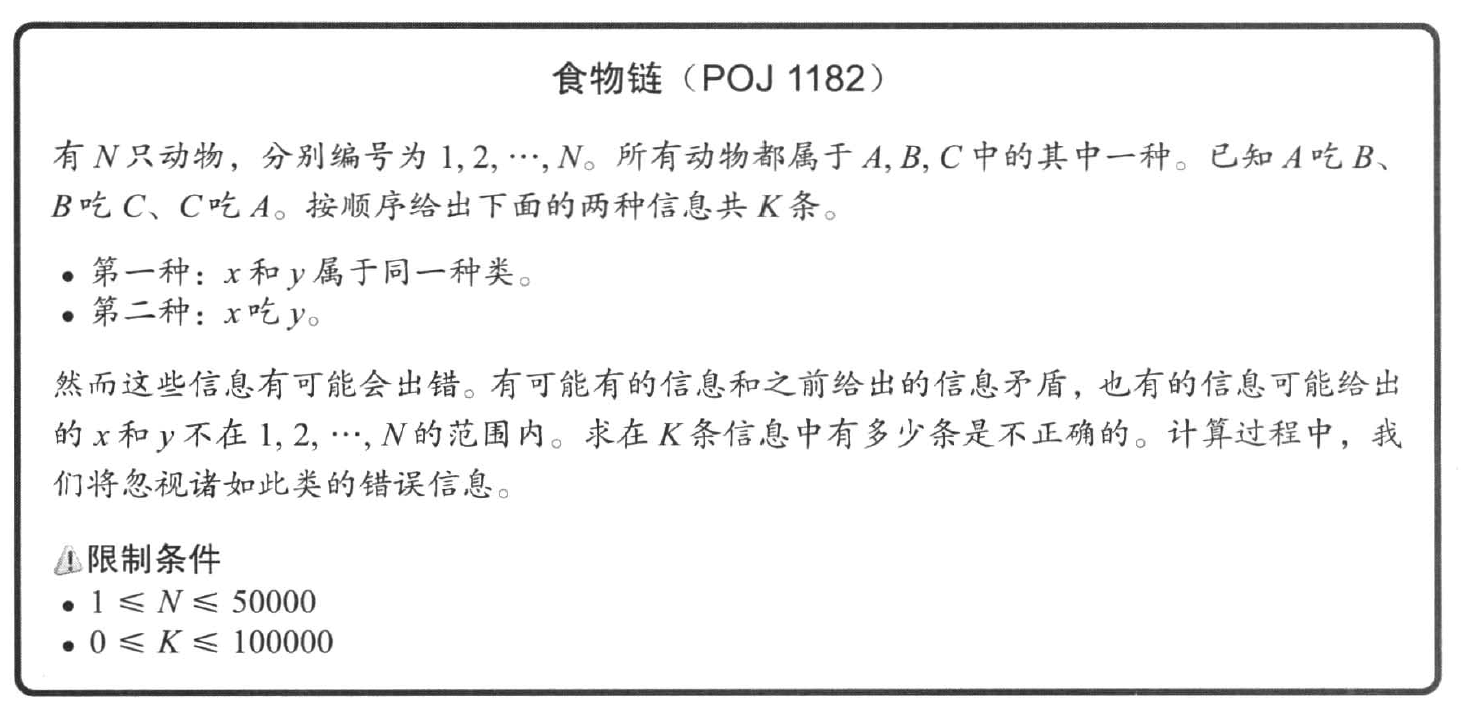 食物链（POJ 1182）
有 N 只动物，分别编号为 1, 2, …, N。所有动物都属于 A, B, C 中的其中一种。已知 A 吃 B、
B 吃 C、C 吃 A。按顺序给出下面的两种信息共 K 条。
• 第一种：x 和 y 属于同一种类。
• 第二种：x 吃 y。
然而这些信息有可能会出错。有可能有的信息和之前给出的信息矛盾，也有的信息可能给出
的 x 和 y 不在 1, 2, …, N 的范围内。求在 K 条信息中有多少条是不正确的。计算过程中，我
们将忽视诸如此类的错误信息。
限制条件
• 1 ≤ N ≤ 50000
• 0 ≤ K ≤ 100000